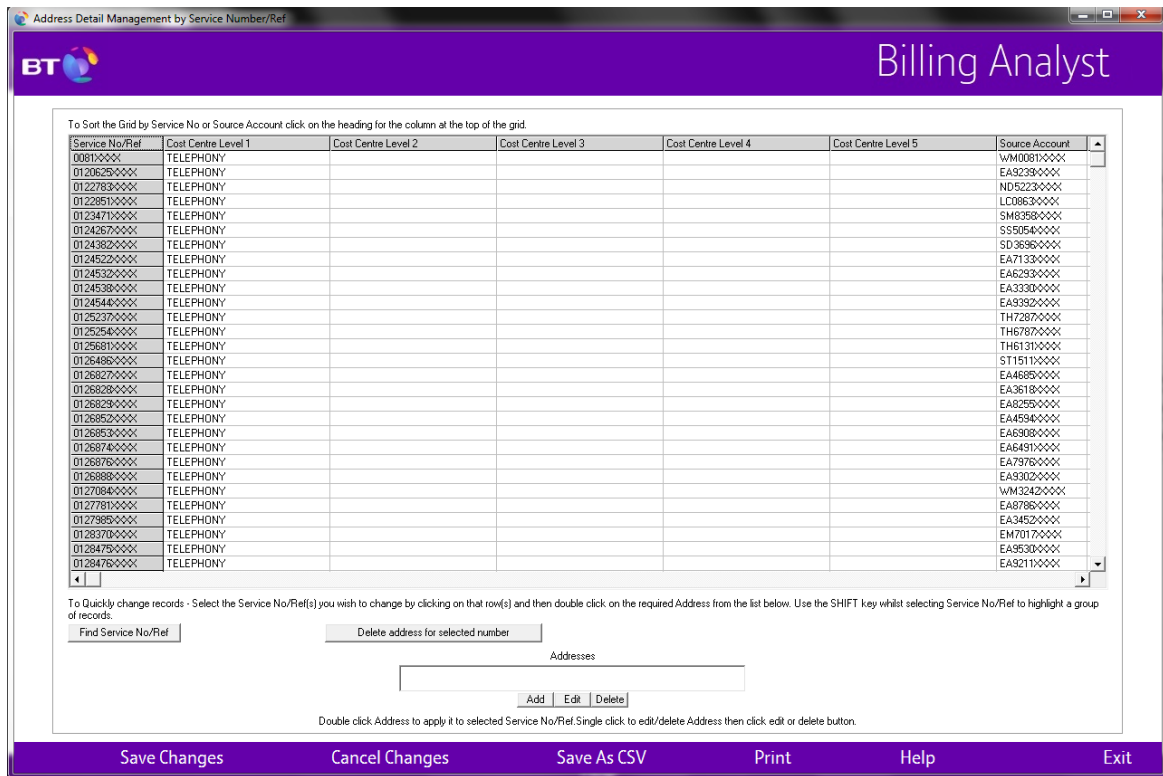 Address Detail Management by Service Number/Ref
BT
Billing Analyst
To Sort the Grid by Service No or Source Account click on the heading for the column at the top of the grid.
Service No/Ref Cost Centre Level 1 Cost Centre Level 2 Cost Centre Level 3 Cost Centre Level 4 Cost Centre Level 5 Source Account
0081XXXX TELEPHONY WM0081XXXX
0120625XXXX TELEPHONY EA9239XXXX
0122783XXXX TELEPHONY ND5223XXXX
0122851XXXX TELEPHONY LC0863XXXX
0123471XXXX TELEPHONY SM8358XXXX
0124267XXXX TELEPHONY SS5054XXXX
0124382XXXX TELEPHONY SD3696XXXX
0124522XXXX TELEPHONY EA7133XXXX
0124532XXXX TELEPHONY EA6293XXXX
0124538XXXX TELEPHONY EA3330XXXX
0124544XXXX TELEPHONY EA9392XXXX
0125237XXXX TELEPHONY TH7287XXXX
0125254XXXX TELEPHONY TH6787XXXX
0125681XXXX TELEPHONY TH6131XXXX
0126486XXXX TELEPHONY ST1511XXXX
0126827XXXX TELEPHONY EA4685XXXX
0126828XXXX TELEPHONY EA3618XXXX
0126829XXXX TELEPHONY EA8255XXXX
0126852XXXX TELEPHONY EA4594XXXX
0126853XXXX TELEPHONY EA6908XXXX
0126874XXXX TELEPHONY EA6491XXXX
0126876XXXX TELEPHONY EA7976XXXX
0126888XXXX TELEPHONY EA9302XXXX
0127084XXXX TELEPHONY WM3242XXXX
0127781XXXX TELEPHONY EA8786XXXX
0127985XXXX TELEPHONY EA3452XXXX
0128370XXXX TELEPHONY EM7017XXXX
0128475XXXX TELEPHONY EA9530XXXX
0128476XXXX TELEPHONY EA9211XXXX
To Quickly change records - Select the Service No/Ref(s) you wish to change by clicking on that row(s) and then double click on the required Address from the list below. Use the SHIFT key whilst selecting Service No/Ref to highlight a group
of records.
Find Service No/Ref Delete address for selected number
Addresses
Add Edit Delete
Double click Address to apply it to selected Service No/Ref.Single click to edit/delete Address then click edit or delete button.
Save Changes Cancel Changes Save As CSV Print Help Exit